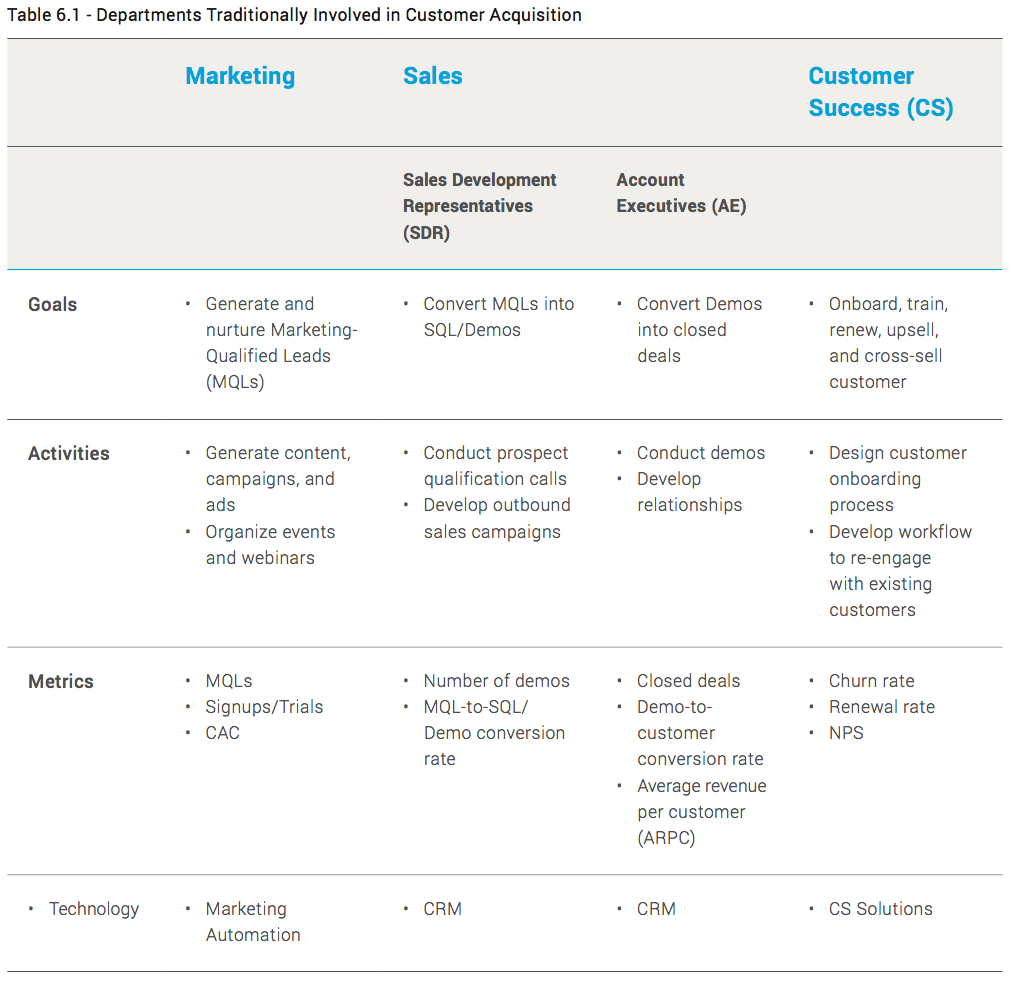 Table 6.1 - Departments Traditionally Involved in Customer Acquisition
Marketing
Sales
Customer
Success (CS)
Sales Development
Representatives
(SDR)
Account
Executives (AE)
Goals
• Generate and
nurture Marketing-
Qualified Leads
(MQLs)
• Convert MQLs into
SQL/Demos
• Convert Demos
into closed
deals
• Onboard, train,
renew, upsell,
and cross-sell
customer
Activities
• Generate content,
campaigns, and
ads
• Organize events
and webinars
• Conduct prospect
qualification calls
• Develop outbound
sales campaigns
• Conduct demos
• Develop
relationships
• Design customer
onboarding
process
• Develop workflow
to re-engage
with existing
customers
Metrics
• MQLs
• Signups/Trials
• CAC
• Number of demos
• MQL-to-SQL/
Demo conversion
rate
• Closed deals
• Demo-to-
customer
conversion rate
• Average revenue
per customer
(ARPC)
• Churn rate
• Renewal rate
• NPS
• Technology
• Marketing
Automation
• CRM
• CRM
• CS Solutions